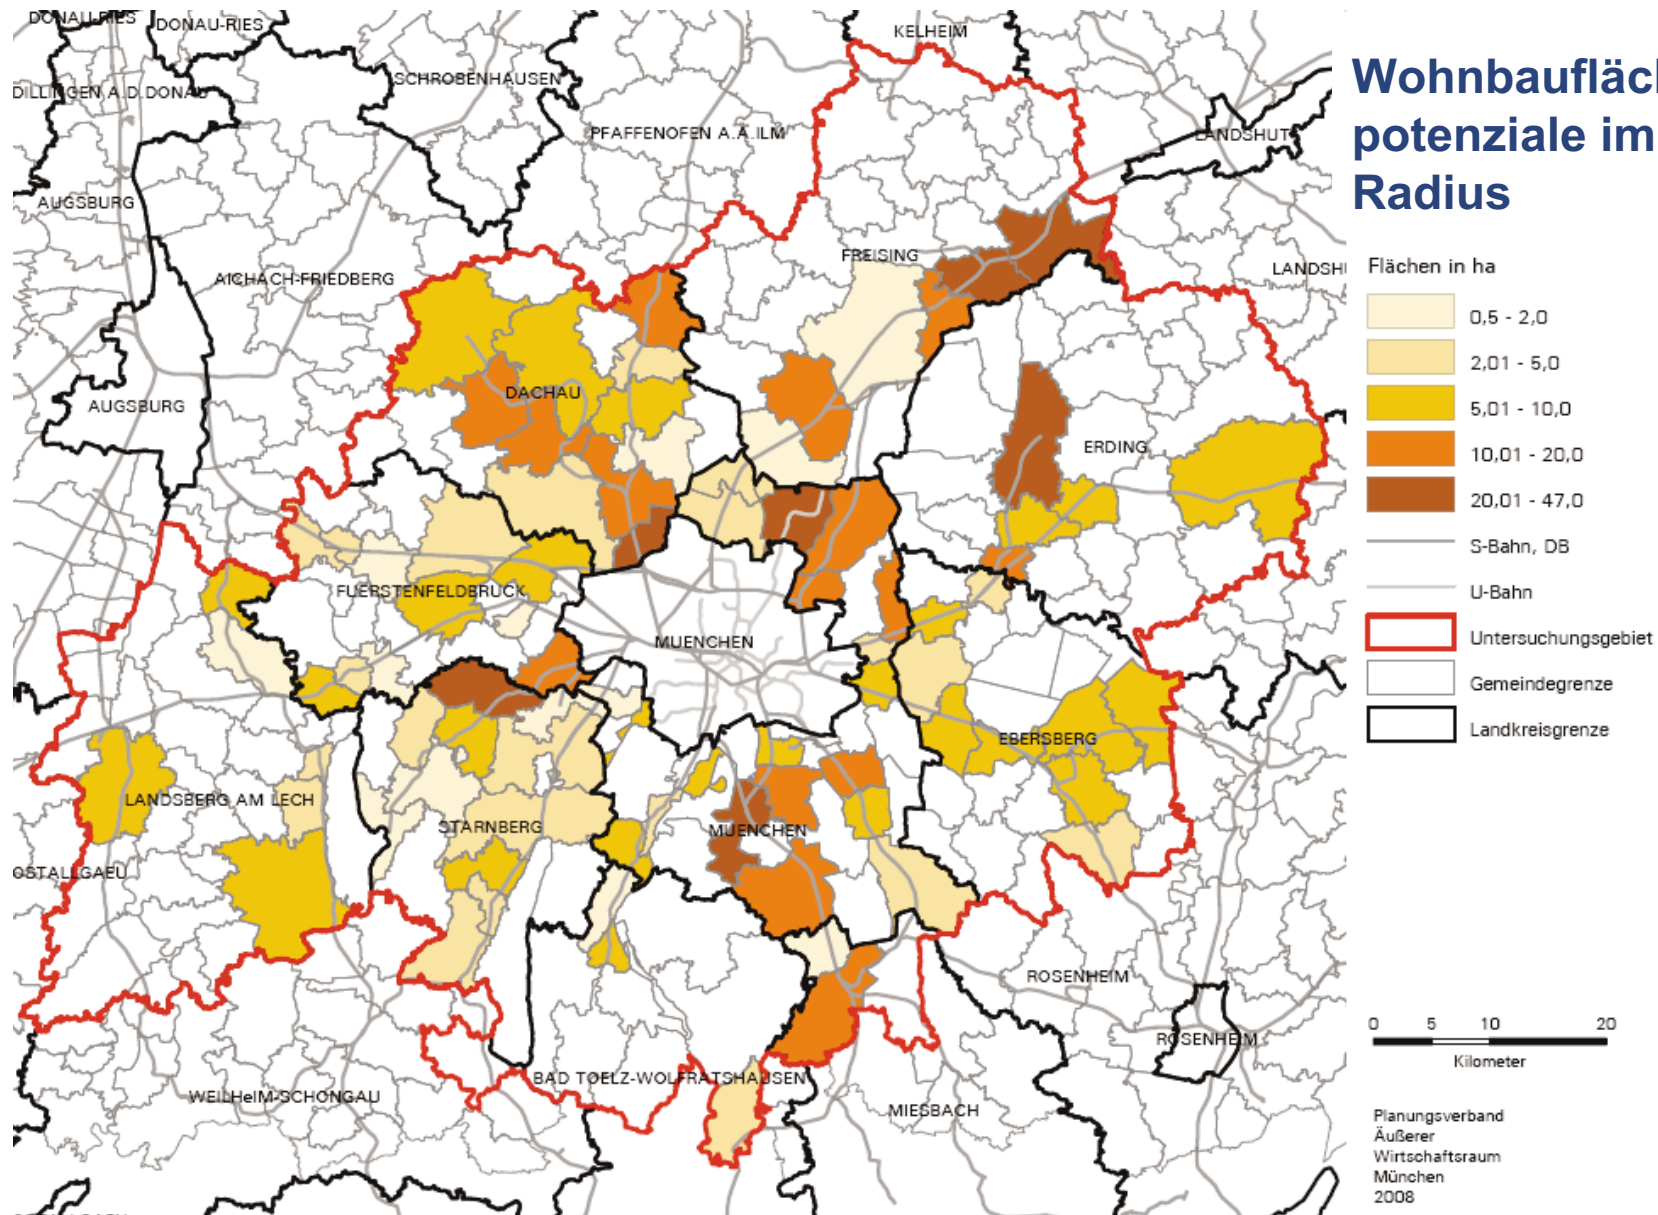 DONAU-RIES
DONAU-RIES
KELHEIM
SCHROBENHAUSEN
DILLINGEN A.D.DONAU
PFAFFENOFEN A.A.ILM
LANDSHUT
AUGSBURG
FREISING
AICHACH-FRIEDBERG
DACHAU
AUGSBURG
ERDING
FUERSTENFELDBRUCK
MUENCHEN
EBERSBERG
LANDSBERG AM LECH
STARNBERG
MUENCHEN
OSTALLGAEU
ROSENHEIM
ROSENHEIM
BAD TOELZ-WOLFRATSHAUSEN
WEILHeIM-SCHONGAU
MIESBACH
Wohnbaufläch
potenziale im
Radius
LANDSH
Flächen in ha
0,5 - 2,0
2,01 - 5,0
5,01 - 10,0
10,01 - 20,0
20,01 - 47,0
S-Bahn, DB
U-Bahn
Untersuchungsgebiet
Gemeindegrenze
Landkreisgrenze
0 5 10 20
Kilometer
Planungsverband
Äußerer
Wirtschaftsraum
München
2008